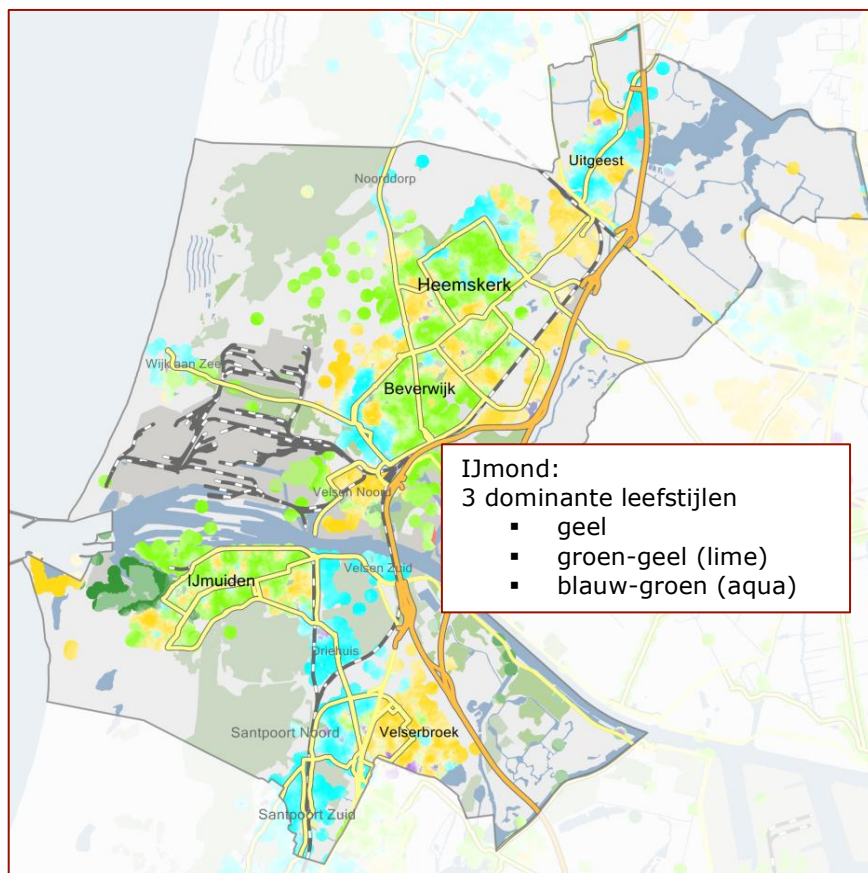 Uitgeest
Noorddorp
Heemskerk
Wijk aan Zee
Beverwijk
IJmond:
3 dominante leefstijlen
▪ geel
▪ groen-geel (lime)
▪ blauw-groen (aqua)
Velsen Noord
Velsen Zuid
IJmuiden
Driehuis
Santpoort Noord
Velserbroek
Santpoort Zuid